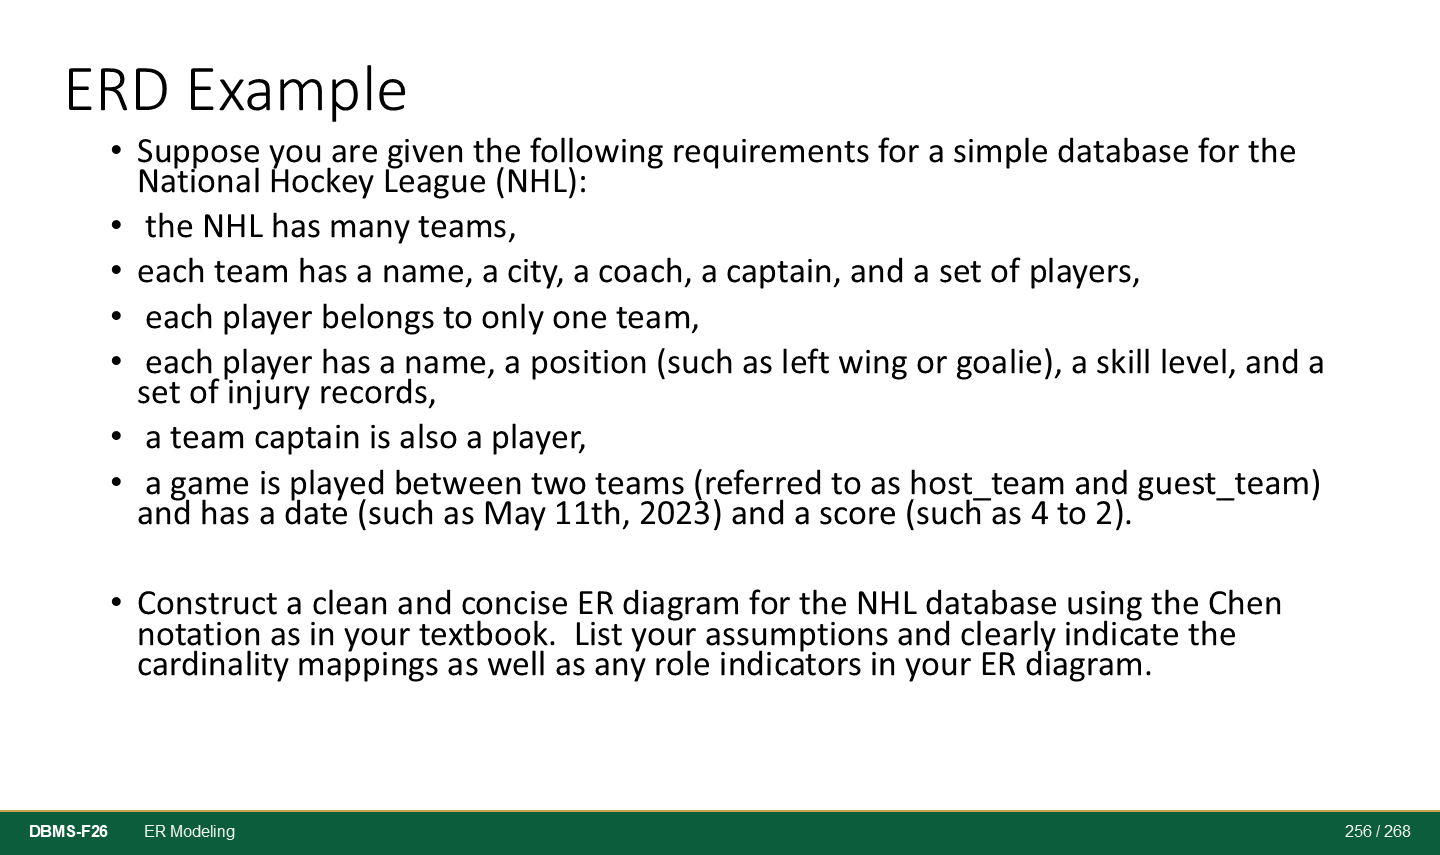 ERD Example
• Suppose you are given the following requirements for a simple database for the
National Hockey League (NHL):
• the NHL has many teams,
• each team has a name, a city, a coach, a captain, and a set of players,
• each player belongs to only one team,
• each player has a name, a position (such as left wing or goalie), a skill level, and a
set of injury records,
• a team captain is also a player,
• a game is played between two teams (referred to as host_team and guest_team)
and has a date (such as May 11th, 2023) and a score (such as 4 to 2).
• Construct a clean and concise ER diagram for the NHL database using the Chen
notation as in your textbook.  List your assumptions and clearly indicate the
cardinality mappings as well as any role indicators in your ER diagram.
DBMS-F26 ER Modeling 256 / 268